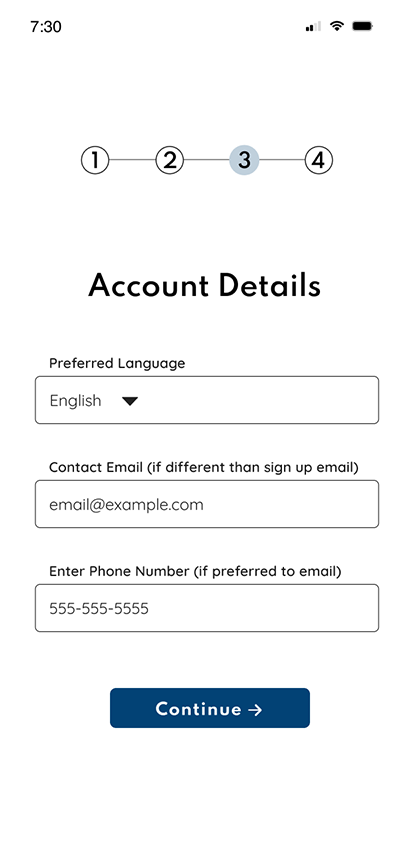 7:30
1 2 3 4
Account Details
Preferred Language
English
Contact Email (if different than sign up email)
email@example.com
Enter Phone Number (if preferred to email)
555-555-5555
Continue →